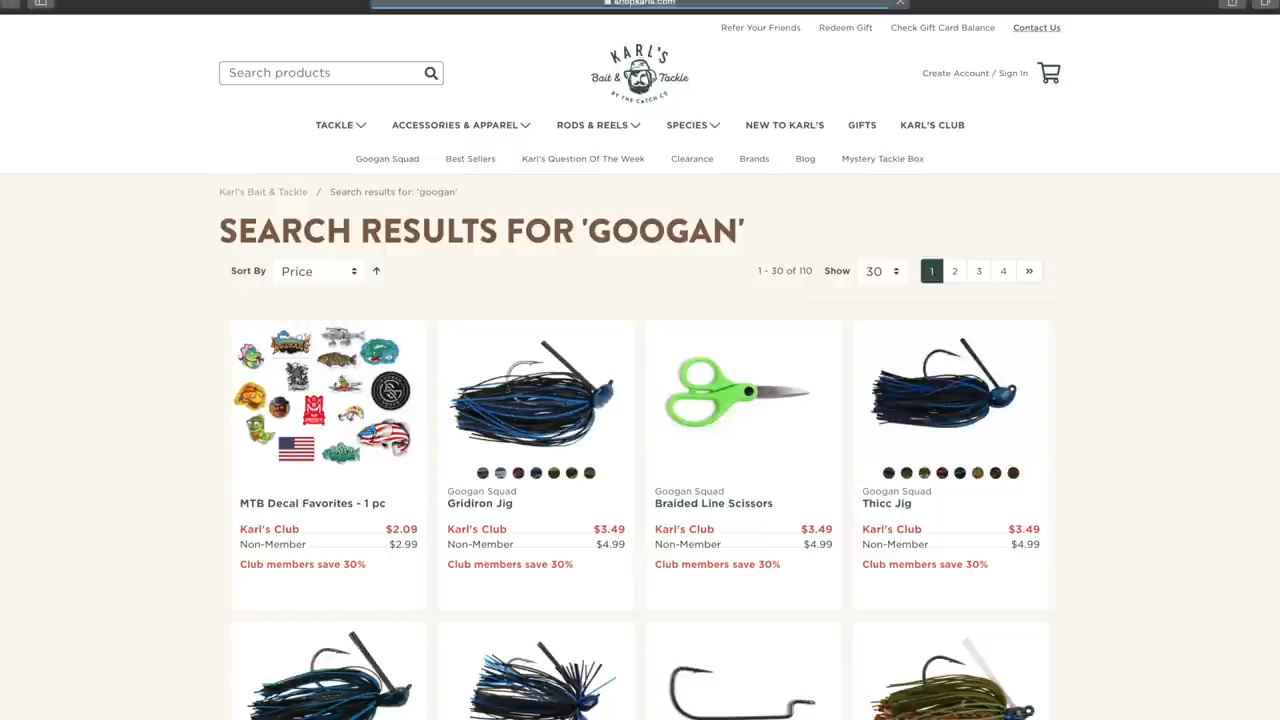 shopkarls.com
Refer Your Friends Redeem Gift Check Gift Card Balance Contact Us
Search products
KARL'S
Bait & Tackle
BY THE CATCH CO
Create Account / Sign In
TACKLE ACCESSORIES & APPAREL RODS & REELS SPECIES NEW TO KARL'S GIFTS KARL'S CLUB
Googan Squad Best Sellers Karl's Question Of The Week Clearance Brands Blog Mystery Tackle Box
Karl's Bait & Tackle / Search results for: 'googan'
SEARCH RESULTS FOR 'GOOGAN'
Sort By Price 1 - 30 of 110 Show 30 1 2 3 4 »
MTB Decal Favorites - 1 pc
Karl's Club $2.09
Non-Member $2.99
Club members save 30%
Googan Squad
Gridiron Jig
Karl's Club $3.49
Non-Member $4.99
Club members save 30%
Googan Squad
Braided Line Scissors
Karl's Club $3.49
Non-Member $4.99
Club members save 30%
Googan Squad
Thicc Jig
Karl's Club $3.49
Non-Member $4.99
Club members save 30%